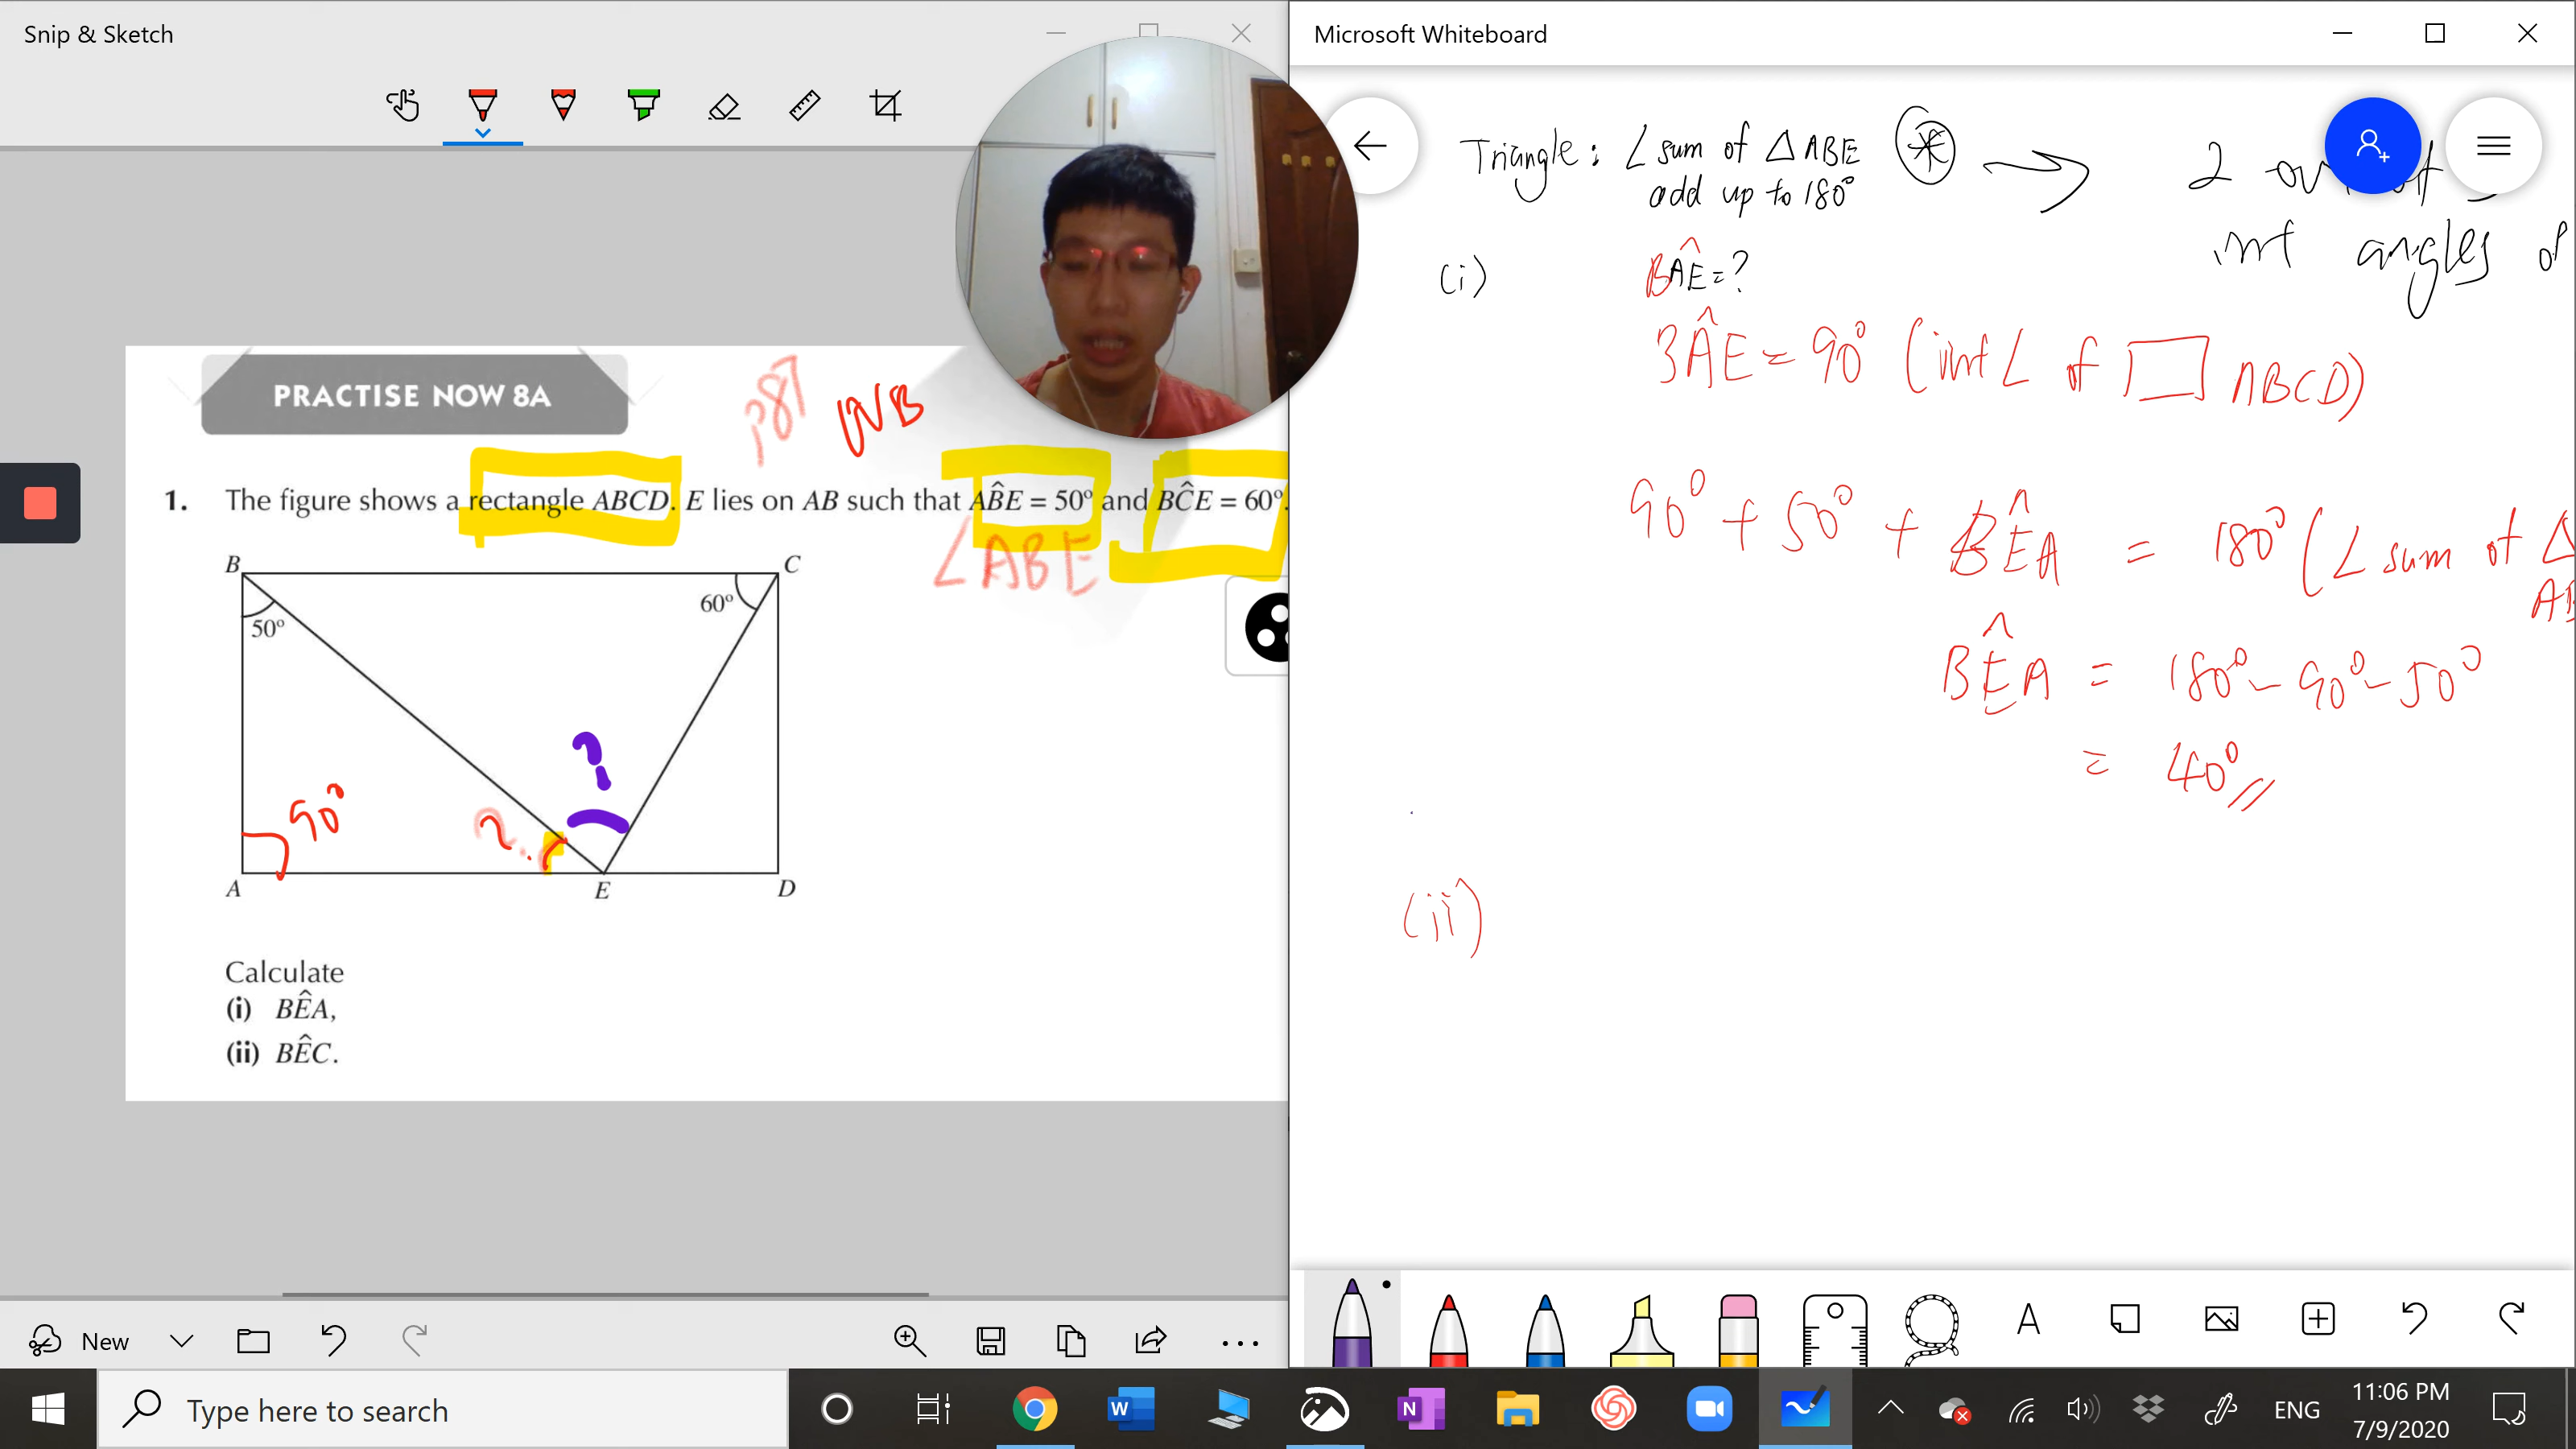 Snip & Sketch
PRACTISE NOW 8A
1. The figure shows a rectangle ABCD. E lies on AB such that AB̂E = 50° and BĈE = 60°.
∠ABE
B
C
50°
60°
90°
?
?
A
E
D
Calculate
(i) BÊA,
(ii) BÊC.
New
Microsoft Whiteboard
Triangle: ∠ sum of △ABE
add up to 180°
* → 2
int angles of
(i) BÂE=?
BÂE = 90° (int ∠ of ▭ ABCD)
90° + 50° + BÊA = 180° (∠ sum of △
BÊA = 180° - 90° - 50°
= 40°
(ii)
A
Type here to search
W
N
ENG
11:06 PM
7/9/2020